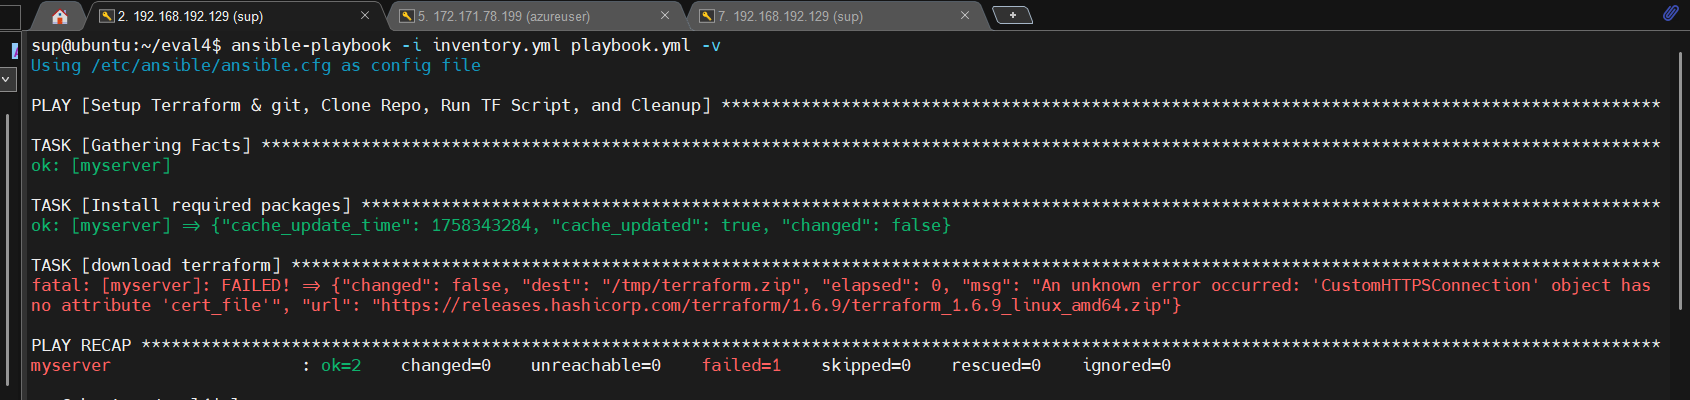 2. 192.168.192.129 (sup)
5. 172.171.78.199 (azureuser)
7. 192.168.192.129 (sup)
sup@ubuntu:~/eval4$ ansible-playbook -i inventory.yml playbook.yml -v
Using /etc/ansible/ansible.cfg as config file
PLAY [Setup Terraform & git, Clone Repo, Run TF Script, and Cleanup] **********************************************************************************************
TASK [Gathering Facts] ********************************************************************************************************************************************
ok: [myserver]
TASK [Install required packages] **********************************************************************************************************************************
ok: [myserver] => {"cache_update_time": 1758343284, "cache_updated": true, "changed": false}
TASK [download terraform] *****************************************************************************************************************************************
fatal: [myserver]: FAILED! => {"changed": false, "dest": "/tmp/terraform.zip", "elapsed": 0, "msg": "An unknown error occurred: 'CustomHTTPSConnection' object has
no attribute 'cert_file'", "url": "https://releases.hashicorp.com/terraform/1.6.9/terraform_1.6.9_linux_amd64.zip"}
PLAY RECAP ********************************************************************************************************************************************************
myserver : ok=2 changed=0 unreachable=0 failed=1 skipped=0 rescued=0 ignored=0